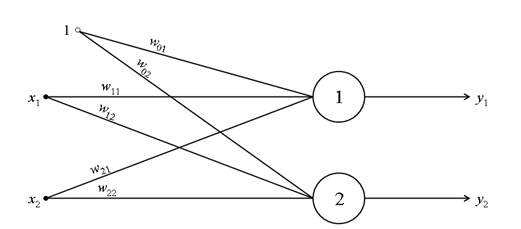 1
w₀₁
w₀₂
x₁ w₁₁ 1 y₁
w₁₂
w₂₁
x₂ w₂₂ 2 y₂